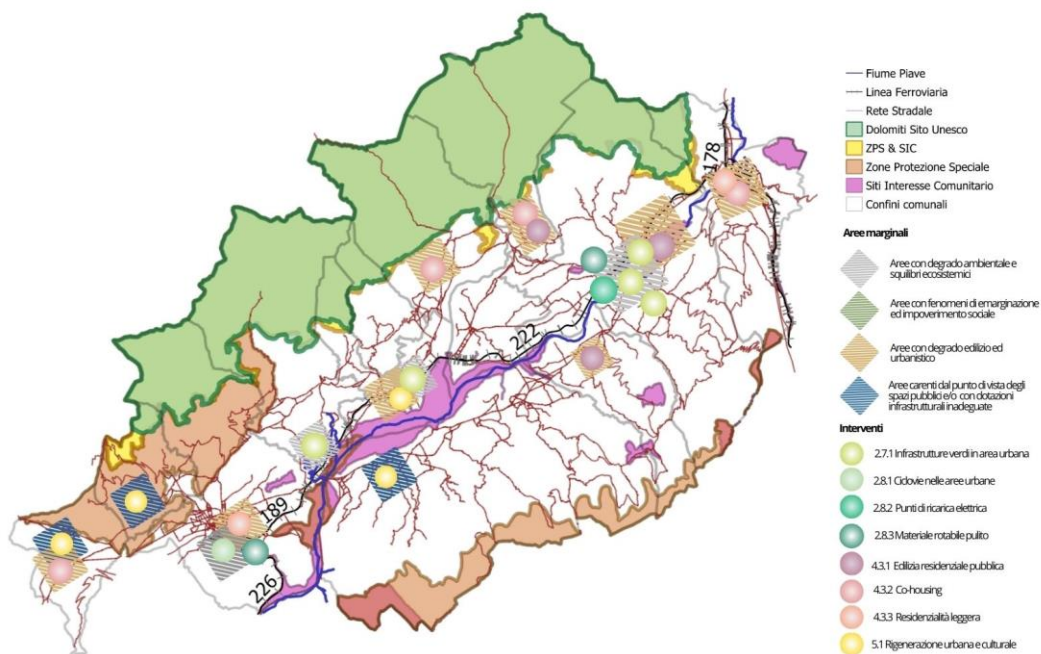 Fiume Piave
Linea Ferroviaria
Rete Stradale
Dolomiti Sito Unesco
ZPS & SIC
Zone Protezione Speciale
Siti Interesse Comunitario
Confini comunali
Aree marginali
Aree con degrado ambientale e
squilibri ecosistemici
Aree con fenomeni di emarginazione
ed impoverimento sociale
Aree con degrado edilizio ed
urbanistico
Aree carenti dal punto di vista degli
spazi pubblici e/o con dotazioni
infrastrutturali inadeguate
Interventi
2.7.1 Infrastrutture verdi in area urbana
2.8.1 Ciclovie nelle aree urbane
2.8.2 Punti di ricarica elettrica
2.8.3 Materiale rotabile pulito
4.3.1 Edilizia residenziale pubblica
4.3.2 Co-housing
4.3.3 Residenzialità leggera
5.1 Rigenerazione urbana e culturale
178
222
189
226